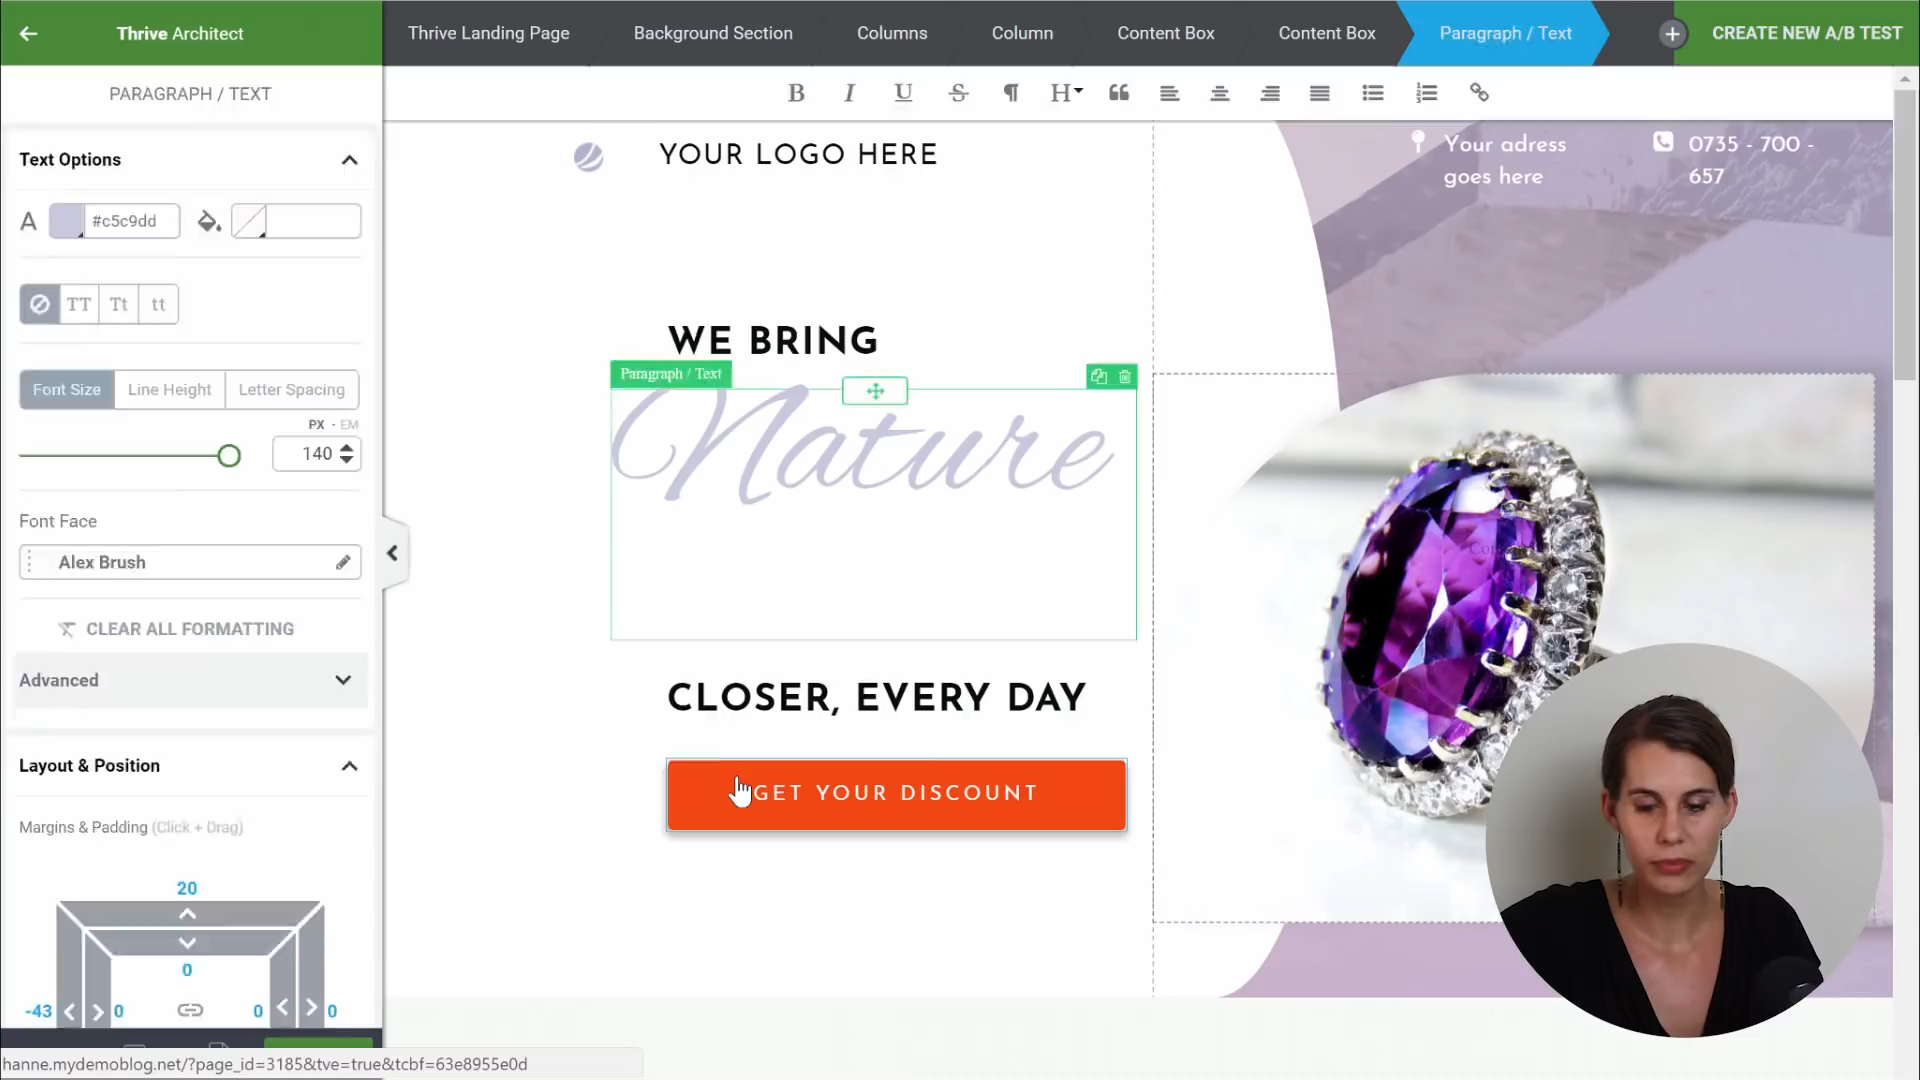 Thrive Architect
Thrive Landing Page
Background Section
Columns
Column
Content Box
Content Box
Paragraph / Text
CREATE NEW A/B TEST
PARAGRAPH / TEXT
B I U S ¶ H
Text Options
A #c5c9dd
TT Tt tt
Font Size Line Height Letter Spacing
PX - EM
140
Font Face
Alex Brush
CLEAR ALL FORMATTING
Advanced
Layout & Position
Margins & Padding (Click + Drag)
20
0
-43 0 0 0
hanne.mydemoblog.net/?page_id=3185&tve=true&tcbf=63e8955e0d
YOUR LOGO HERE
Your adress
goes here
0735 - 700 -
657
WE BRING
Paragraph / Text
Nature
CLOSER, EVERY DAY
GET YOUR DISCOUNT